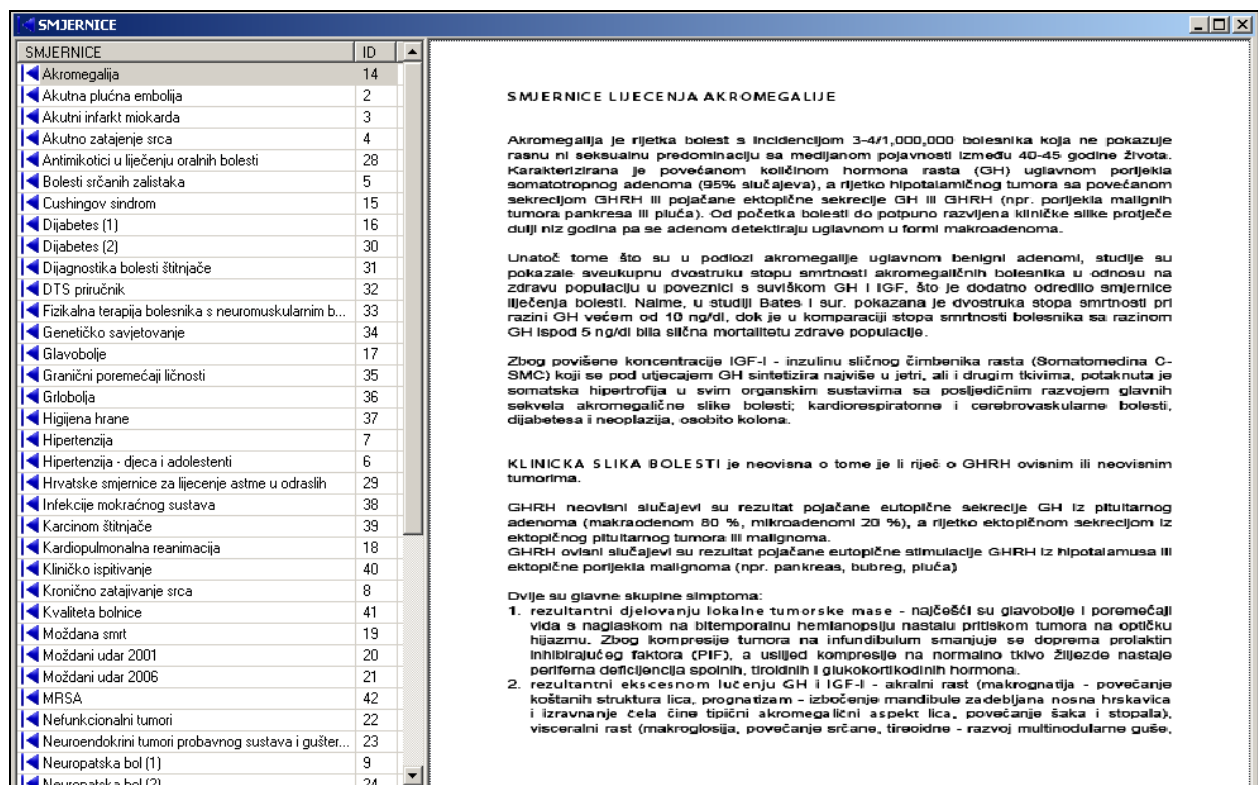 SMJERNICE
SMJERNICE ID
Akromegalija 14
Akutna plućna embolija 2
Akutni infarkt miokarda 3
Akutno zatajenje srca 4
Antimikotici u liječenju oralnih bolesti 28
Bolesti srčanih zalistaka 5
Cushingov sindrom 15
Dijabetes (1) 16
Dijabetes (2) 30
Dijagnostika bolesti štitnjače 31
DTS priručnik 32
Fizikalna terapija bolesnika s neuromuskularnim b... 33
Genetičko savjetovanje 34
Glavobolje 17
Granični poremećaji ličnosti 35
Grlobolja 36
Higijena hrane 37
Hipertenzija 7
Hipertenzija - djeca i adolestenti 6
Hrvatske smjernice za lijecenje astme u odraslih 29
Infekcije mokraćnog sustava 38
Karcinom štitnjače 39
Kardiopulmonalna reanimacija 18
Kliničko ispitivanje 40
Kronično zatajivanje srca 8
Kvaliteta bolnice 41
Moždana smrt 19
Moždani udar 2001 20
Moždani udar 2006 21
MRSA 42
Nefunkcionalni tumori 22
Neuroendokrini tumori probavnog sustava i gušter... 23
Neuropatska bol (1) 9
Neuropatska bol (2) 24
SMJERNICE LIJECENJA AKROMEGALIJE
Akromegalija je rijetka bolest s incidencijom 3-4/1,000,000 bolesnika koja ne pokazuje
rasnu ni seksualnu predominaciju sa medijanom pojavnosti između 40-45 godine života.
Karakterizirana je povećanom količinom hormona rasta (GH) uglavnom porijekla
somatotropnog adenoma (95% slučajeva), a rijetko hipotalamičnog tumora sa povećanom
sekrecijom GHRH ili pojačane ektopične sekrecije GH ili GHRH (npr. porijekla malignih
tumora pankresa ili pluća). Od početka bolesti do potpuno razvijena kliničke slike protječe
dulji niz godina pa se adenom detektiraju uglavnom u formi makroadenoma.
Unatoč tome što su u podlozi akromegalije uglavnom benigni adenomi, studije su
pokazale sveukupnu dvostruku stopu smrtnosti akromegaličnih bolesnika u odnosu na
zdravu populaciju u poveznici s suviškom GH i IGF, što je dodatno odredilo smjernice
liječenja bolesti. Naime, u studiji Bates i sur. pokazana je dvostruka stopa smrtnosti pri
razini GH većem od 10 ng/dl, dok je u komparaciji stopa smrtnosti bolesnika sa razinom
GH ispod 5 ng/dl bila slična mortalitetu zdrave populacije.
Zbog povišene koncentracije IGF-I - inzulinu sličnog čimbenika rasta (Somatomedina C-
SMC) koji se pod utjecajem GH sintetizira najviše u jetri, ali i drugim tkivima, potaknuta je
somatska hipertrofija u svim organskim sustavima sa posljedičnim razvojem glavnih
sekvela akromegalične slike bolesti; kardiorespiratorne i cerebrovaskularne bolesti,
dijabetesa i neoplazija, osobito kolona.
KLINICKA SLIKA BOLESTI je neovisna o tome je li riječ o GHRH ovisnim ili neovisnim
tumorima.
GHRH neovisni slučajevi su rezultat pojačane eutopične sekrecije GH iz pituitarnog
adenoma (makraodenom 80 %, mikroadenomi 20 %), a rijetko ektopičnom sekrecijom iz
ektopičnog pituitarnog tumora ili malignoma.
GHRH ovisni slučajevi su rezultat pojačane eutopične stimulacije GHRH iz hipotalamusa ili
ektopične porijekla malignoma (npr. pankreas, bubreg, pluća)
Dvije su glavne skupine simptoma:
1. rezultantni djelovanju lokalne tumorske mase - najčešći su glavobolje i poremećaji
vida s naglaskom na bitemporalnu hemianopsiju nastalu pritiskom tumora na optičku
hijazmu. Zbog kompresije tumora na infundibulum smanjuje se doprema prolaktin
inhibirajućeg faktora (PIF), a uslijed kompresije na normalno tkivo žlijezde nastaje
periferna deficijencija spolnih, tiroidnih i glukokortikodinih hormona.
2. rezultantni ekscesnom lučenju GH i IGF-I - akralni rast (makrognatija - povećanje
koštanih struktura lica, prognatizam - izbočenje mandibule zadebljana nosna hrskavica
i izravnanje čela čine tipični akromegalični aspekt lica, povećanje šaka i stopala),
visceralni rast (makroglosija, povečanje srčane, tireoidne - razvoj multinodularne guše,